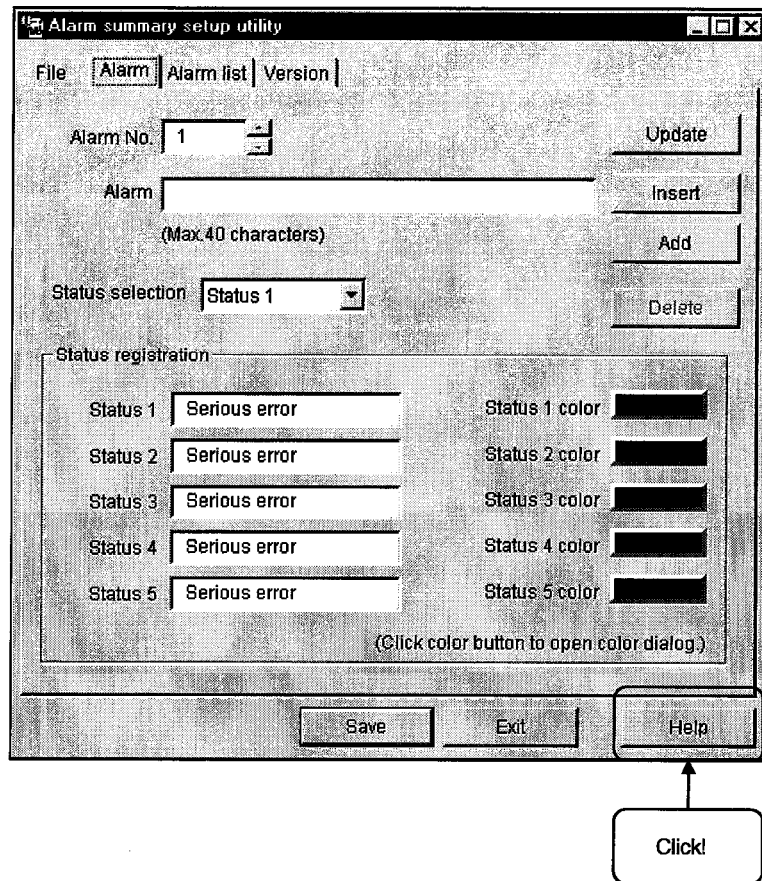 Alarm summary setup utility
File Alarm Alarm list Version
Alarm No. 1 Update
Alarm Insert
(Max.40 characters)
Add
Status selection Status 1
Delete
Status registration
Status 1 Serious error Status 1 color
Status 2 Serious error Status 2 color
Status 3 Serious error Status 3 color
Status 4 Serious error Status 4 color
Status 5 Serious error Status 5 color
(Click color button to open color dialog.)
Save Exit Help
Click!